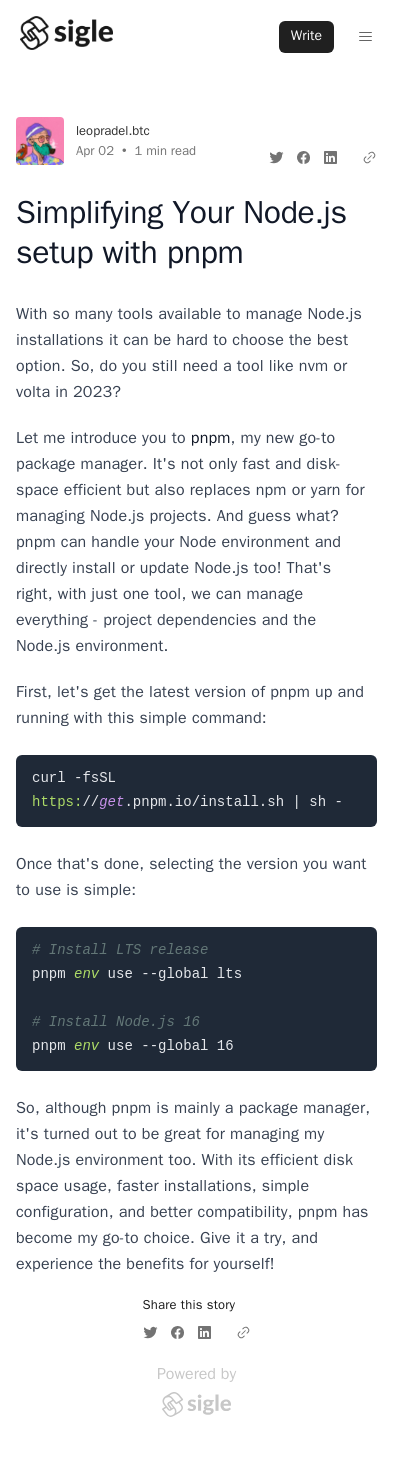 sigle
Write
leopradel.btc
Apr 02 • 1 min read
Simplifying Your Node.js
setup with pnpm
With so many tools available to manage Node.js
installations it can be hard to choose the best
option. So, do you still need a tool like nvm or
volta in 2023?
Let me introduce you to pnpm, my new go-to
package manager. It's not only fast and disk-
space efficient but also replaces npm or yarn for
managing Node.js projects. And guess what?
pnpm can handle your Node environment and
directly install or update Node.js too! That's
right, with just one tool, we can manage
everything - project dependencies and the
Node.js environment.
First, let's get the latest version of pnpm up and
running with this simple command:
curl -fsSL
https://get.pnpm.io/install.sh | sh -
Once that's done, selecting the version you want
to use is simple:
# Install LTS release
pnpm env use --global lts
# Install Node.js 16
pnpm env use --global 16
So, although pnpm is mainly a package manager,
it's turned out to be great for managing my
Node.js environment too. With its efficient disk
space usage, faster installations, simple
configuration, and better compatibility, pnpm has
become my go-to choice. Give it a try, and
experience the benefits for yourself!
Share this story
Powered by
sigle